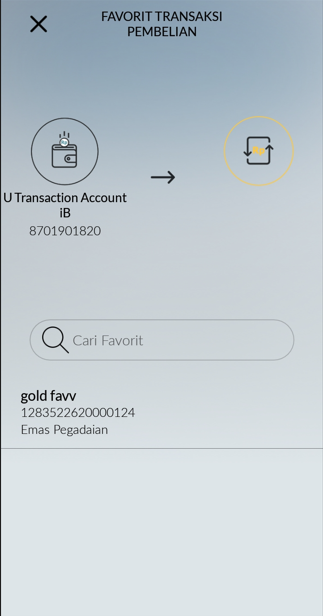 FAVORIT TRANSAKSI
PEMBELIAN
U Transaction Account
iB
8701901820
Cari Favorit
gold favv
1283522620000124
Emas Pegadaian